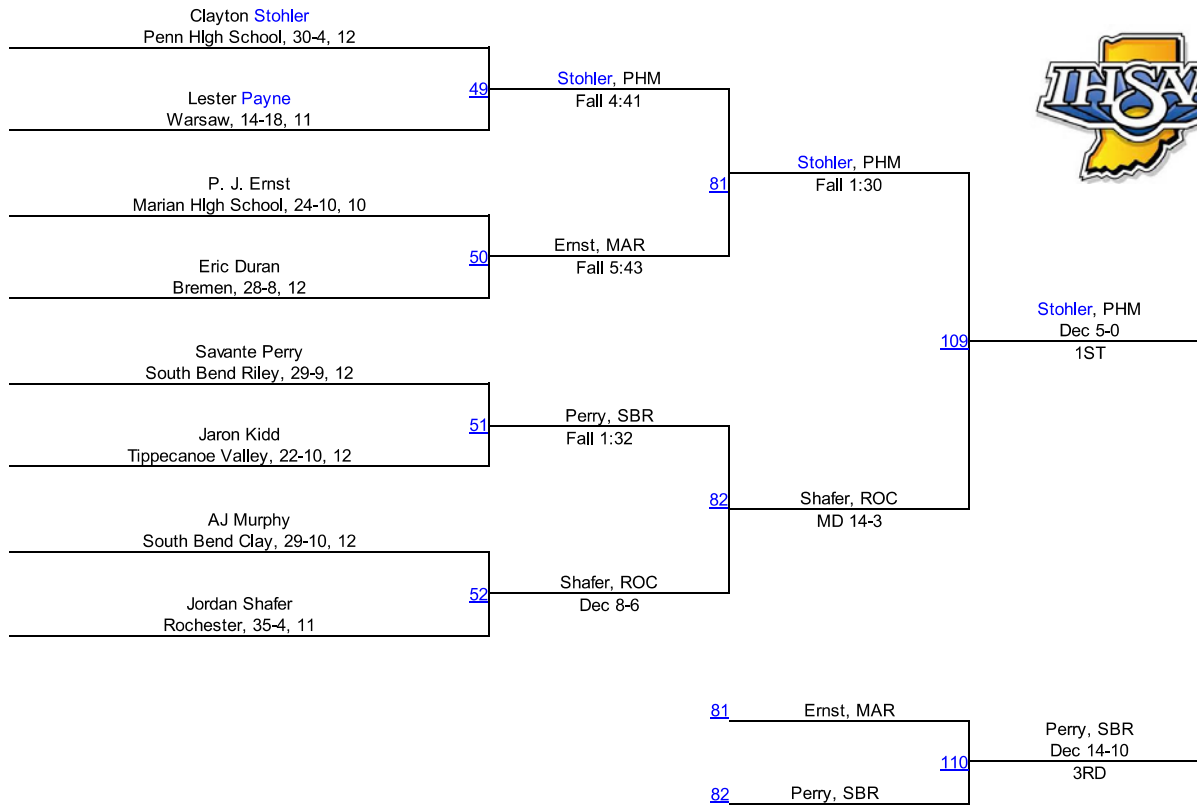 Clayton Stohler
Penn HIgh School, 30-4, 12
49
Lester Payne
Warsaw, 14-18, 11
Stohler, PHM
Fall 4:41
P. J. Ernst
Marian HIgh School, 24-10, 10
50
Eric Duran
Bremen, 28-8, 12
Ernst, MAR
Fall 5:43
81
Stohler, PHM
Fall 1:30
Savante Perry
South Bend Riley, 29-9, 12
51
Jaron Kidd
Tippecanoe Valley, 22-10, 12
Perry, SBR
Fall 1:32
AJ Murphy
South Bend Clay, 29-10, 12
52
Jordan Shafer
Rochester, 35-4, 11
Shafer, ROC
Dec 8-6
82
Shafer, ROC
MD 14-3
109
Stohler, PHM
Dec 5-0
1ST
81
Ernst, MAR
110
82
Perry, SBR
Perry, SBR
Dec 14-10
3RD
IHSAA